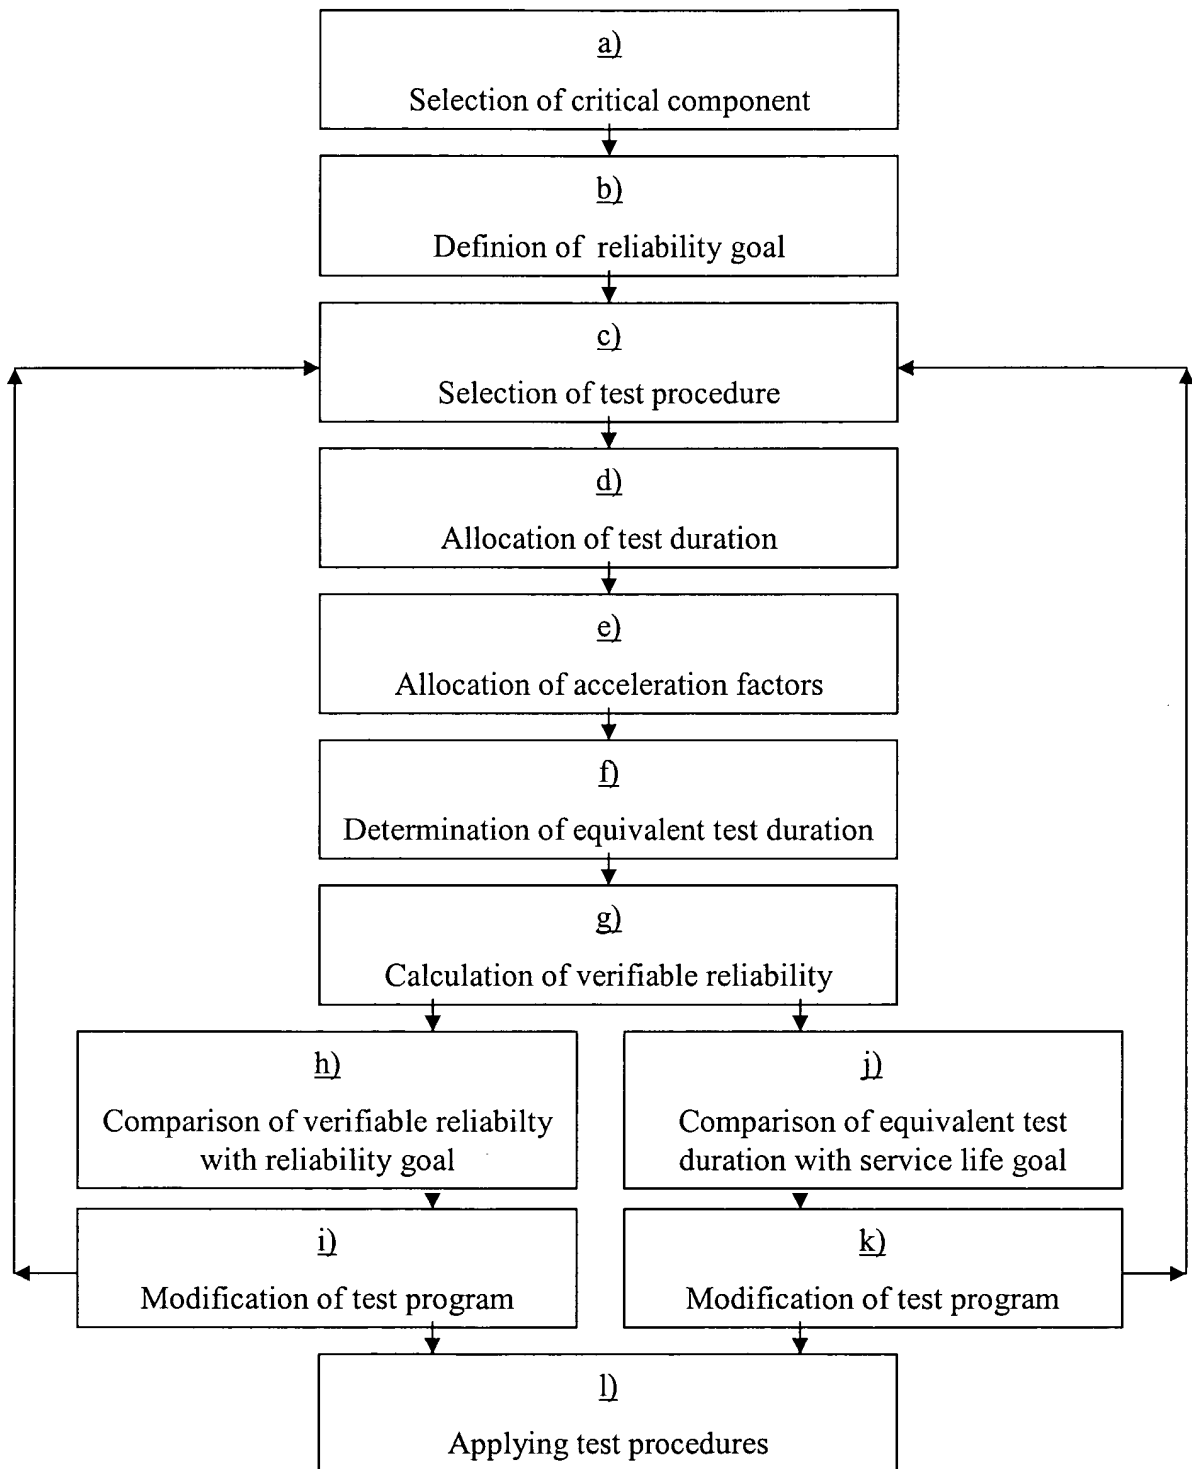 a)
Selection of critical component
b)
Definion of reliability goal
c)
Selection of test procedure
d)
Allocation of test duration
e)
Allocation of acceleration factors
f)
Determination of equivalent test duration
g)
Calculation of verifiable reliability
h)
Comparison of verifiable reliabilty
with reliability goal
j)
Comparison of equivalent test
duration with service life goal
i)
Modification of test program
k)
Modification of test program
l)
Applying test procedures